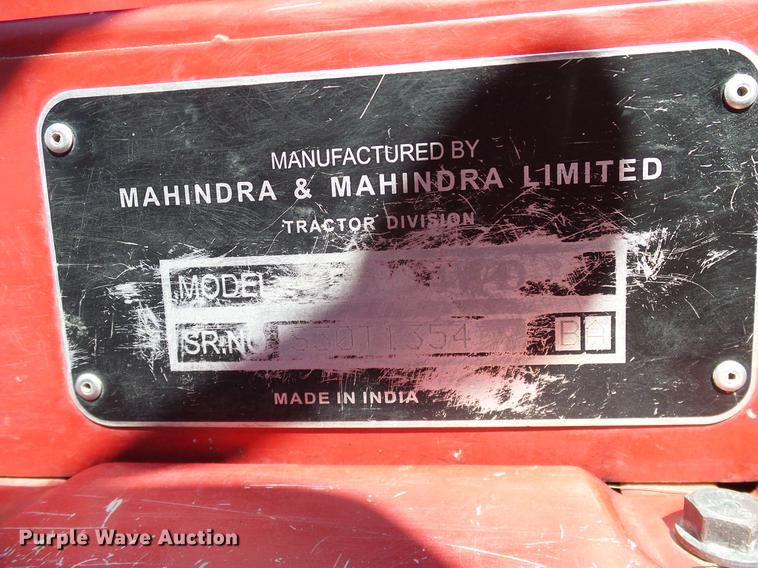 MANUFACTURED BY
MAHINDRA & MAHINDRA LIMITED
TRACTOR DIVISION
MODEL
SR.NO
MADE IN INDIA
Purple Wave Auction